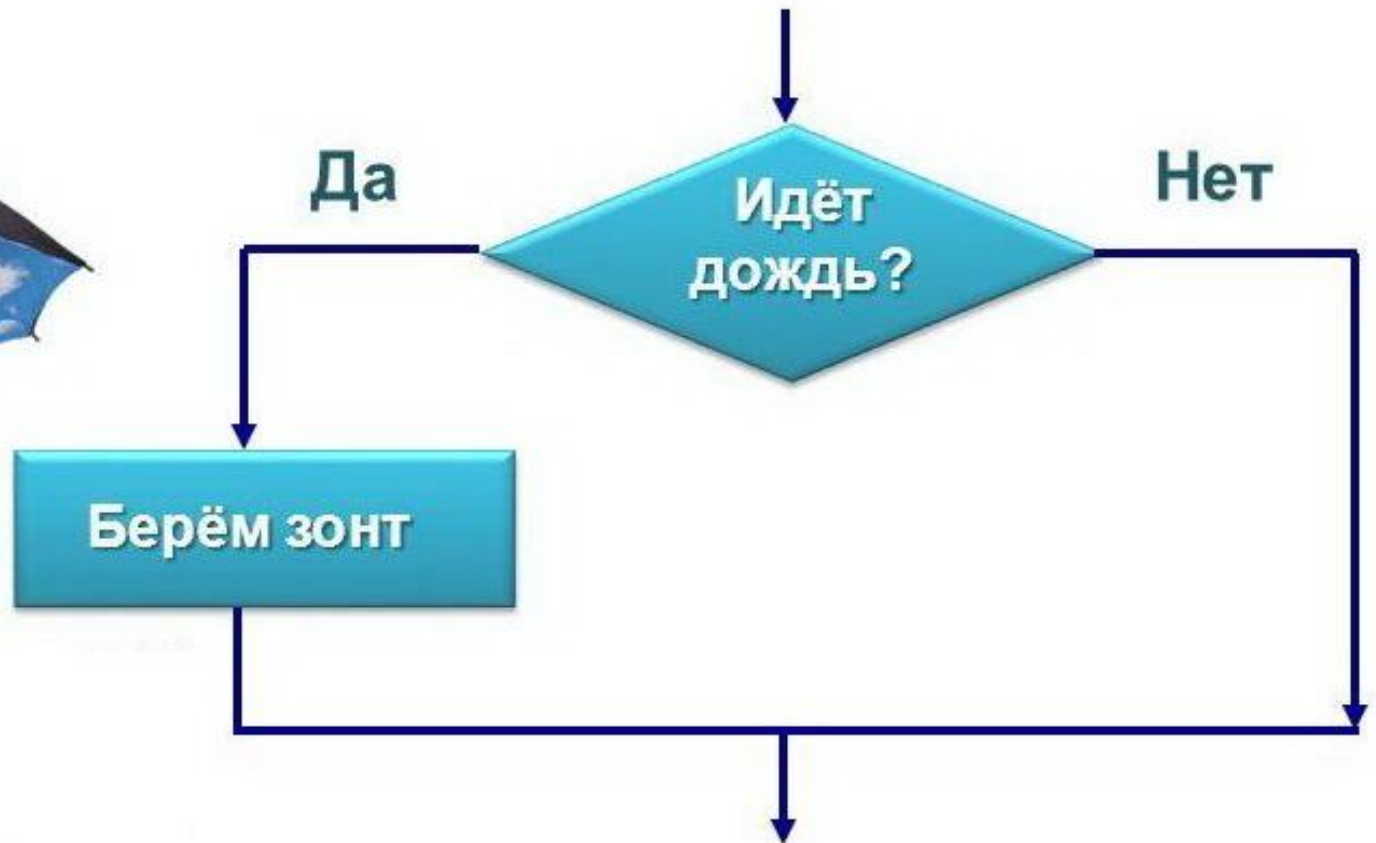 Да
Идёт
дождь?
Нет
Берём зонт